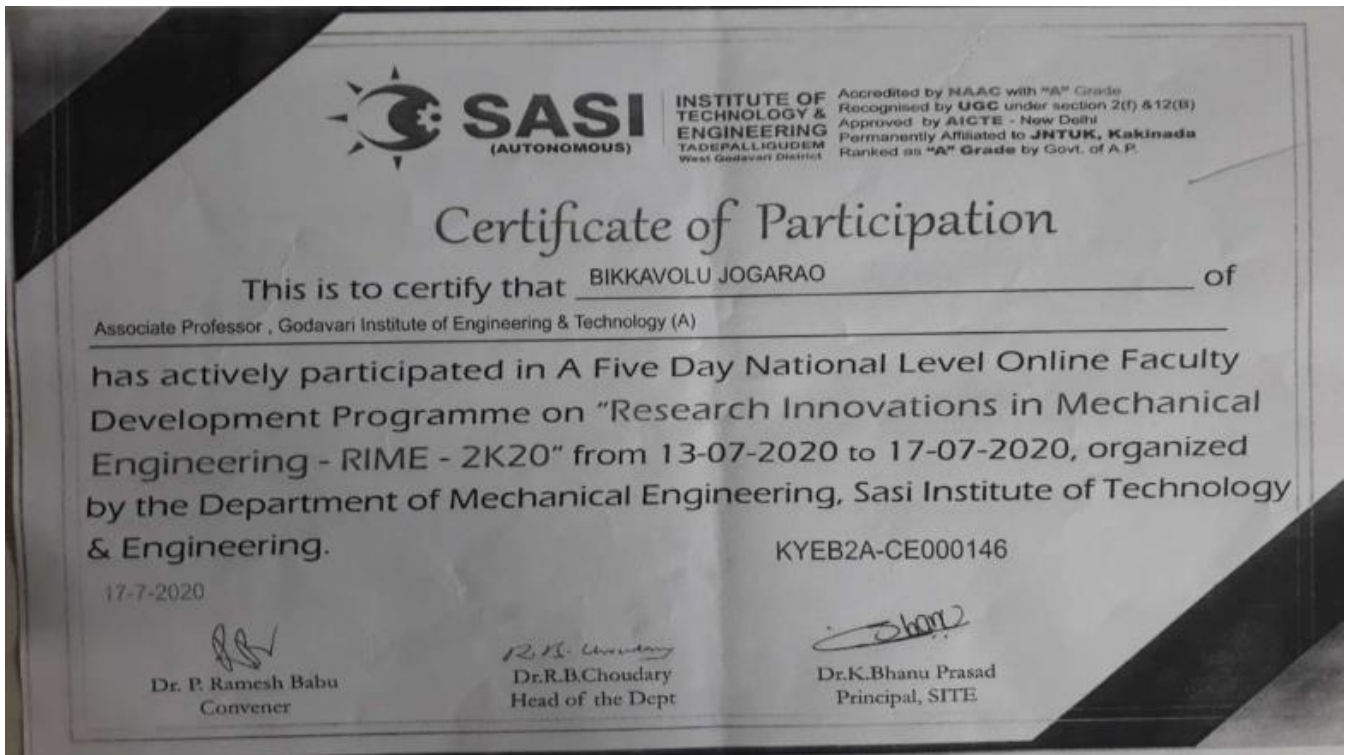 SASI
(AUTONOMOUS)
INSTITUTE OF
TECHNOLOGY &
ENGINEERING
TADEPALLIGUDEM
West Godavari District
Accredited by NAAC with "A" Grade
Recognised by UGC under section 2(f) &12(B)
Approved by AICTE - New Delhi
Permanently Affiliated to JNTUK, Kakinada
Ranked as "A" Grade by Govt. of A.P.
Certificate of Participation
This is to certify that BIKKAVOLU JOGARAO of
Associate Professor , Godavari Institute of Engineering & Technology (A)
has actively participated in A Five Day National Level Online Faculty
Development Programme on "Research Innovations in Mechanical
Engineering - RIME - 2K20" from 13-07-2020 to 17-07-2020, organized
by the Department of Mechanical Engineering, Sasi Institute of Technology
& Engineering.
KYEB2A-CE000146
17-7-2020
R.B. Choudary
Dr. P. Ramesh Babu
Convener
Dr.R.B.Choudary
Head of the Dept
Dr.K.Bhanu Prasad
Principal, SITE